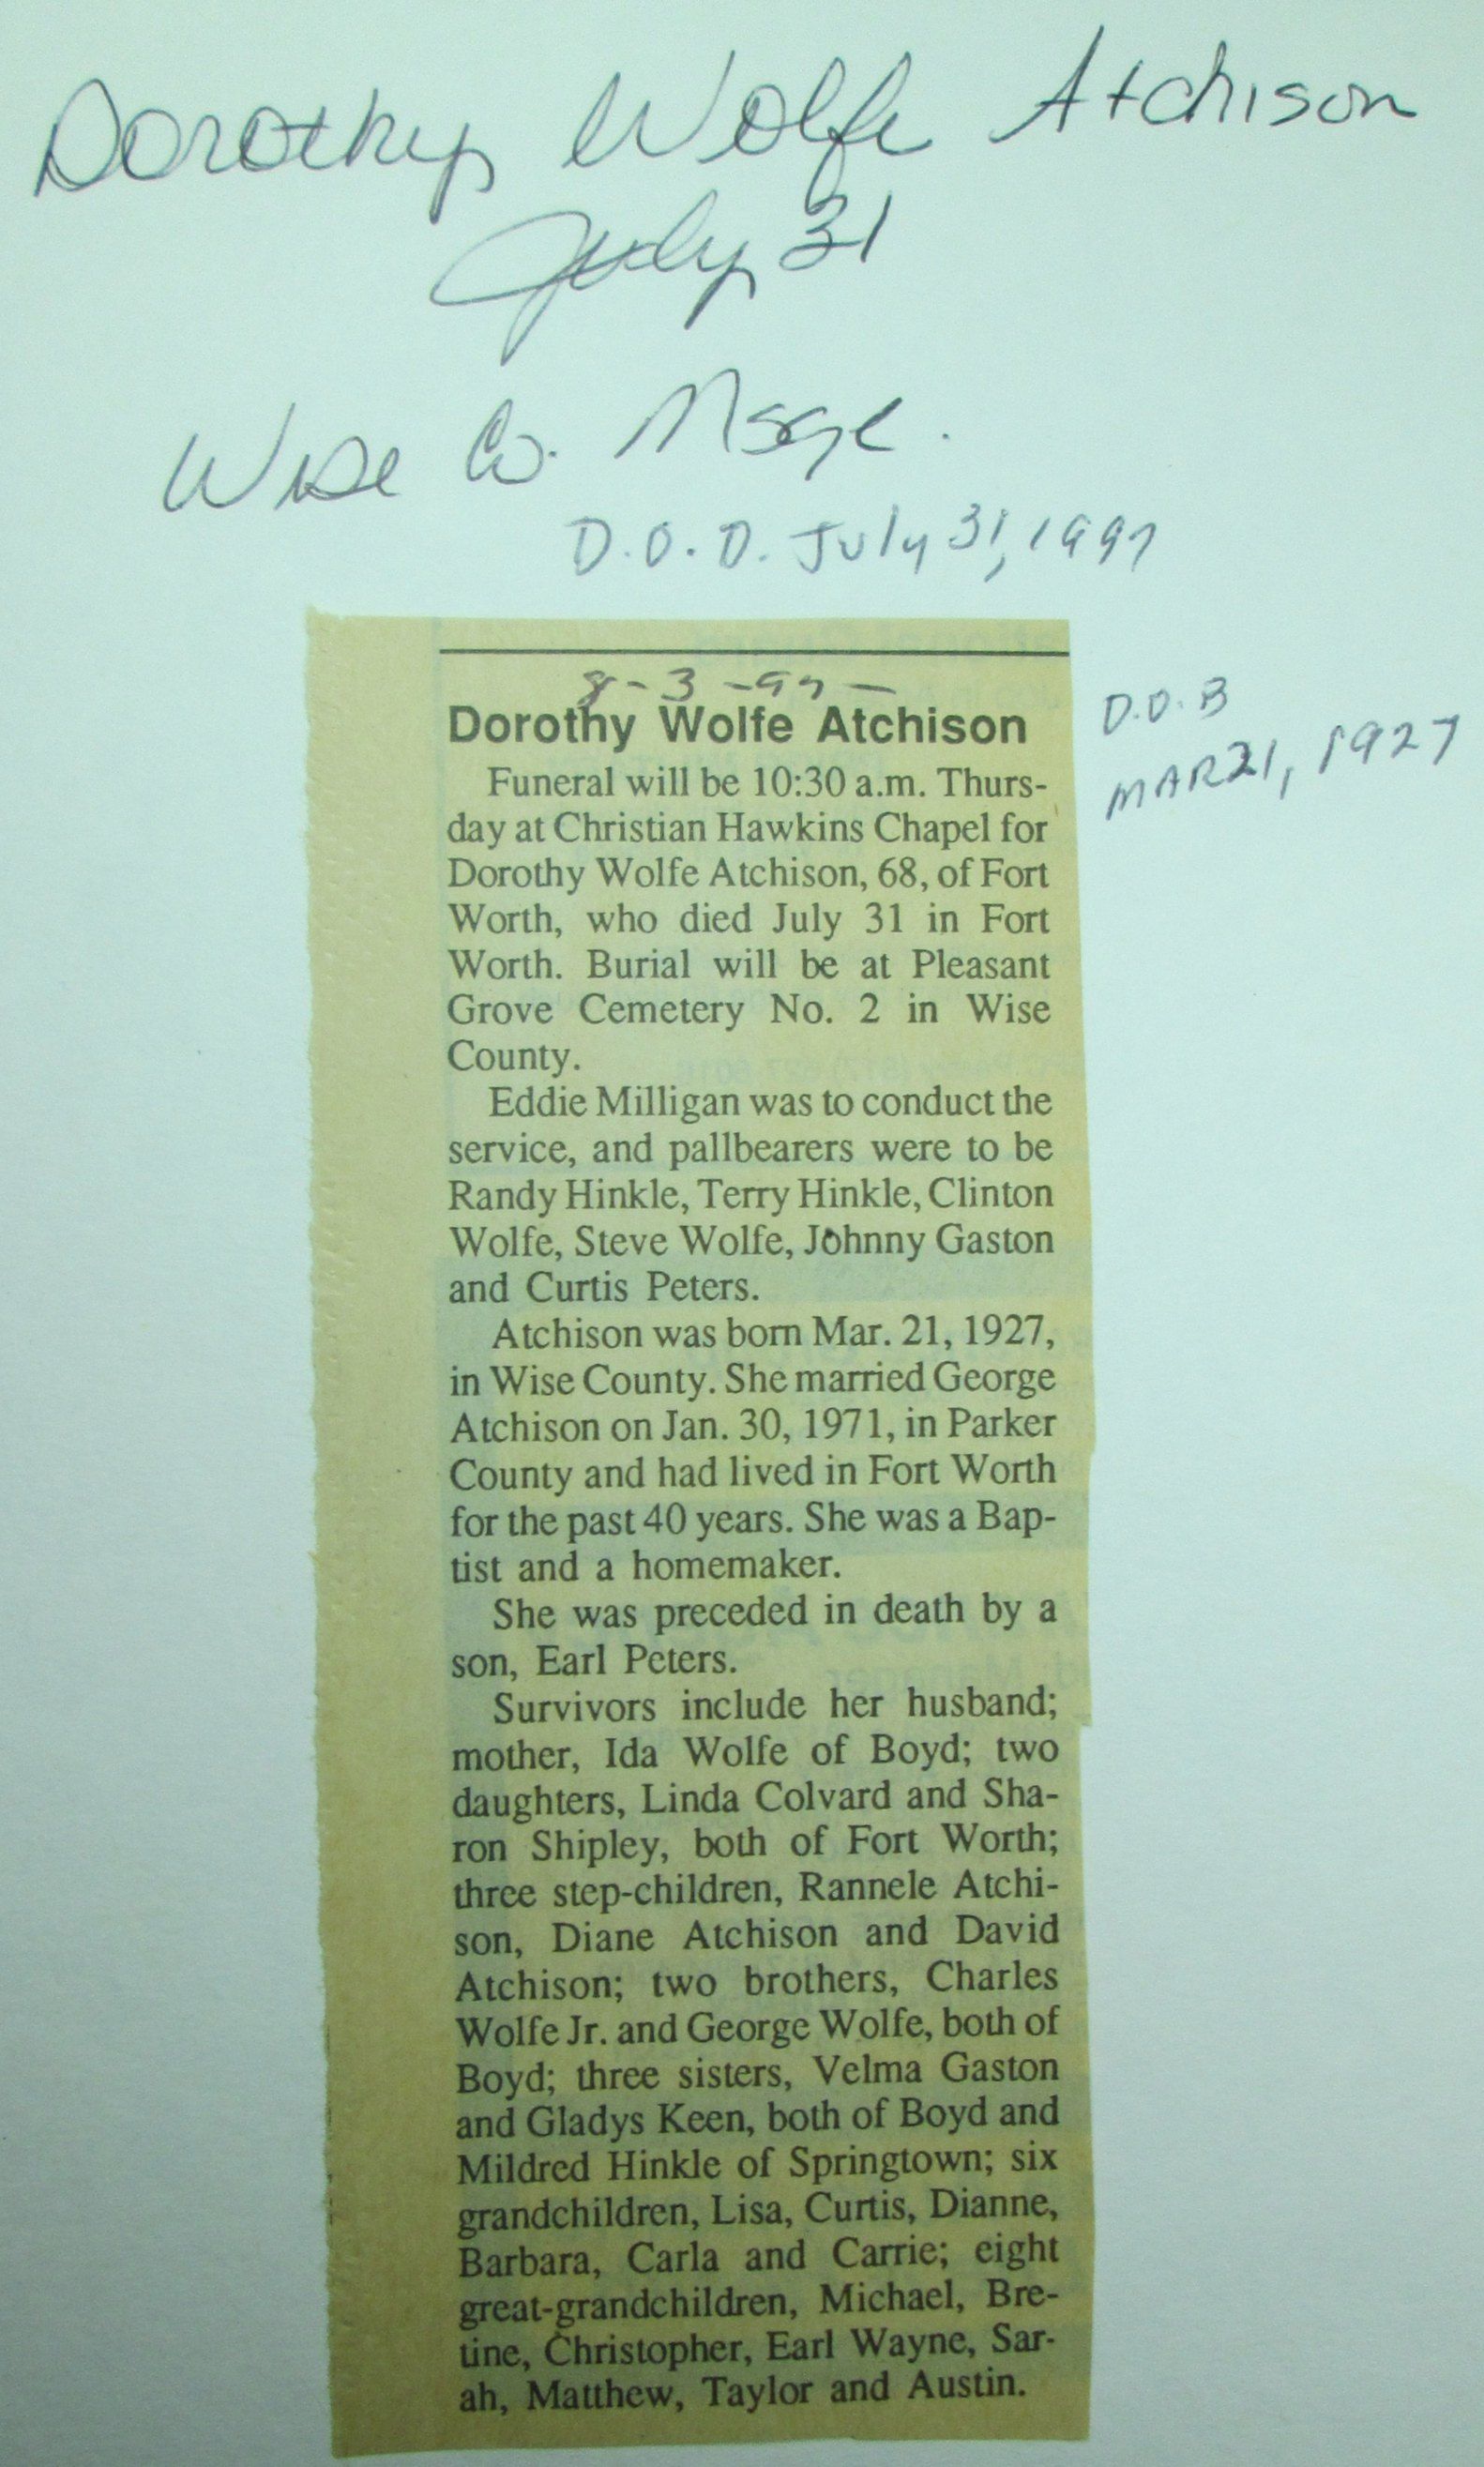 Dorothy Wolfe Atchison
July 31
Wise Co. Msge.
D.O.D. July 31, 1997
8-3-97-
D.O.B
MAR 21, 1927
Dorothy Wolfe Atchison
Funeral will be 10:30 a.m. Thurs-
day at Christian Hawkins Chapel for
Dorothy Wolfe Atchison, 68, of Fort
Worth, who died July 31 in Fort
Worth. Burial will be at Pleasant
Grove Cemetery No. 2 in Wise
County.
Eddie Milligan was to conduct the
service, and pallbearers were to be
Randy Hinkle, Terry Hinkle, Clinton
Wolfe, Steve Wolfe, Johnny Gaston
and Curtis Peters.
Atchison was born Mar. 21, 1927,
in Wise County. She married George
Atchison on Jan. 30, 1971, in Parker
County and had lived in Fort Worth
for the past 40 years. She was a Bap-
tist and a homemaker.
She was preceded in death by a
son, Earl Peters.
Survivors include her husband;
mother, Ida Wolfe of Boyd; two
daughters, Linda Colvard and Sha-
ron Shipley, both of Fort Worth;
three step-children, Rannele Atchi-
son, Diane Atchison and David
Atchison; two brothers, Charles
Wolfe Jr. and George Wolfe, both of
Boyd; three sisters, Velma Gaston
and Gladys Keen, both of Boyd and
Mildred Hinkle of Springtown; six
grandchildren, Lisa, Curtis, Dianne,
Barbara, Carla and Carrie; eight
great-grandchildren, Michael, Bre-
tine, Christopher, Earl Wayne, Sar-
ah, Matthew, Taylor and Austin.